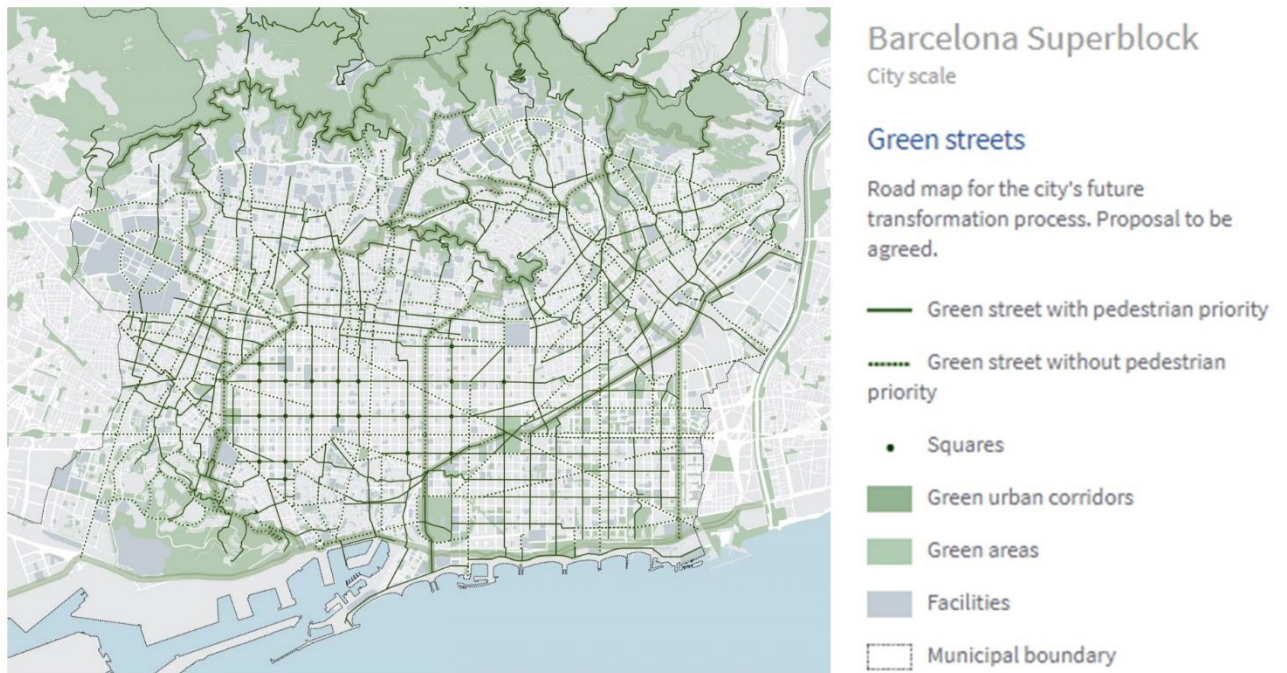 Barcelona Superblock
City scale
Green streets
Road map for the city's future
transformation process. Proposal to be
agreed.
Green street with pedestrian priority
Green street without pedestrian
priority
Squares
Green urban corridors
Green areas
Facilities
Municipal boundary